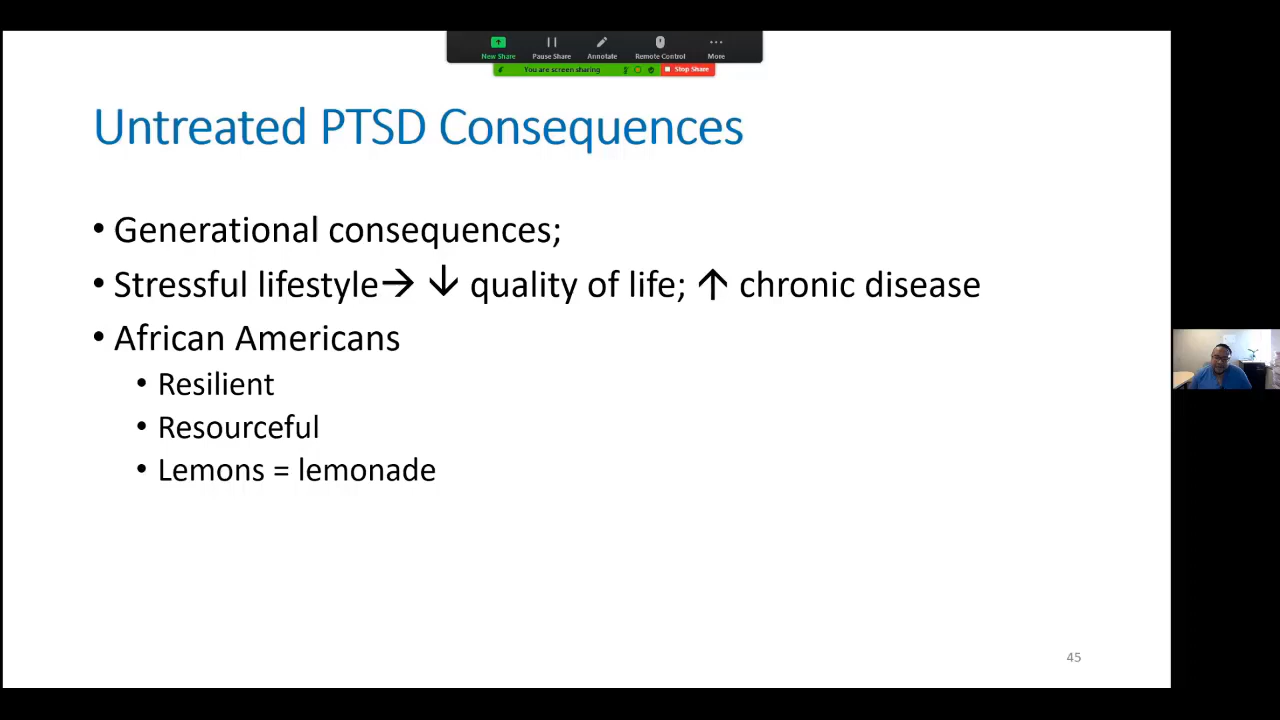 New Share
Pause Share
Annotate
Remote Control
More
You are screen sharing
Stop Share
Untreated PTSD Consequences
• Generational consequences;
• Stressful lifestyle→ ↓ quality of life; ↑ chronic disease
• African Americans
• Resilient
• Resourceful
• Lemons = lemonade
45